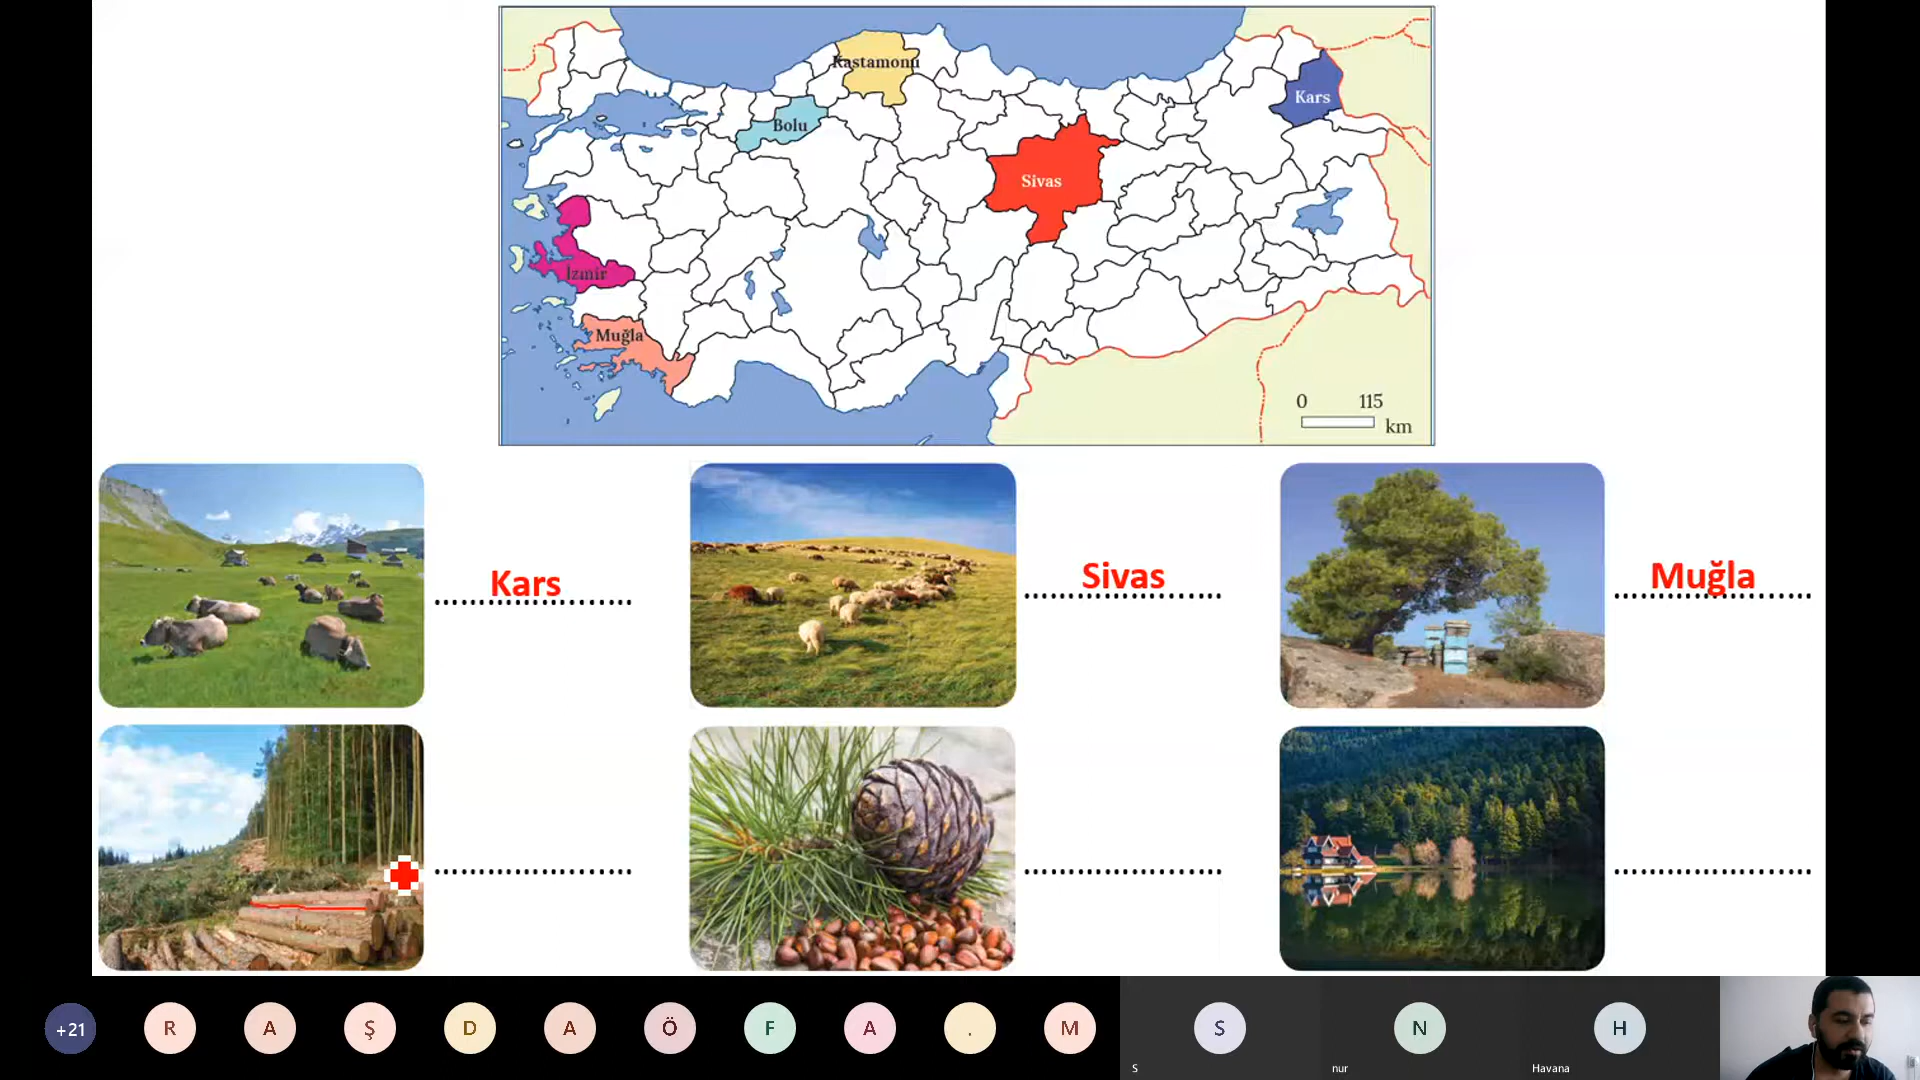 Kastamonu
Kars
Bolu
Sivas
İzmir
Muğla
0 115
km
Kars
Sivas
Muğla
+21
R
A
Ş
D
A
Ö
F
A
.
M
S
N
H
S
nur
Havana